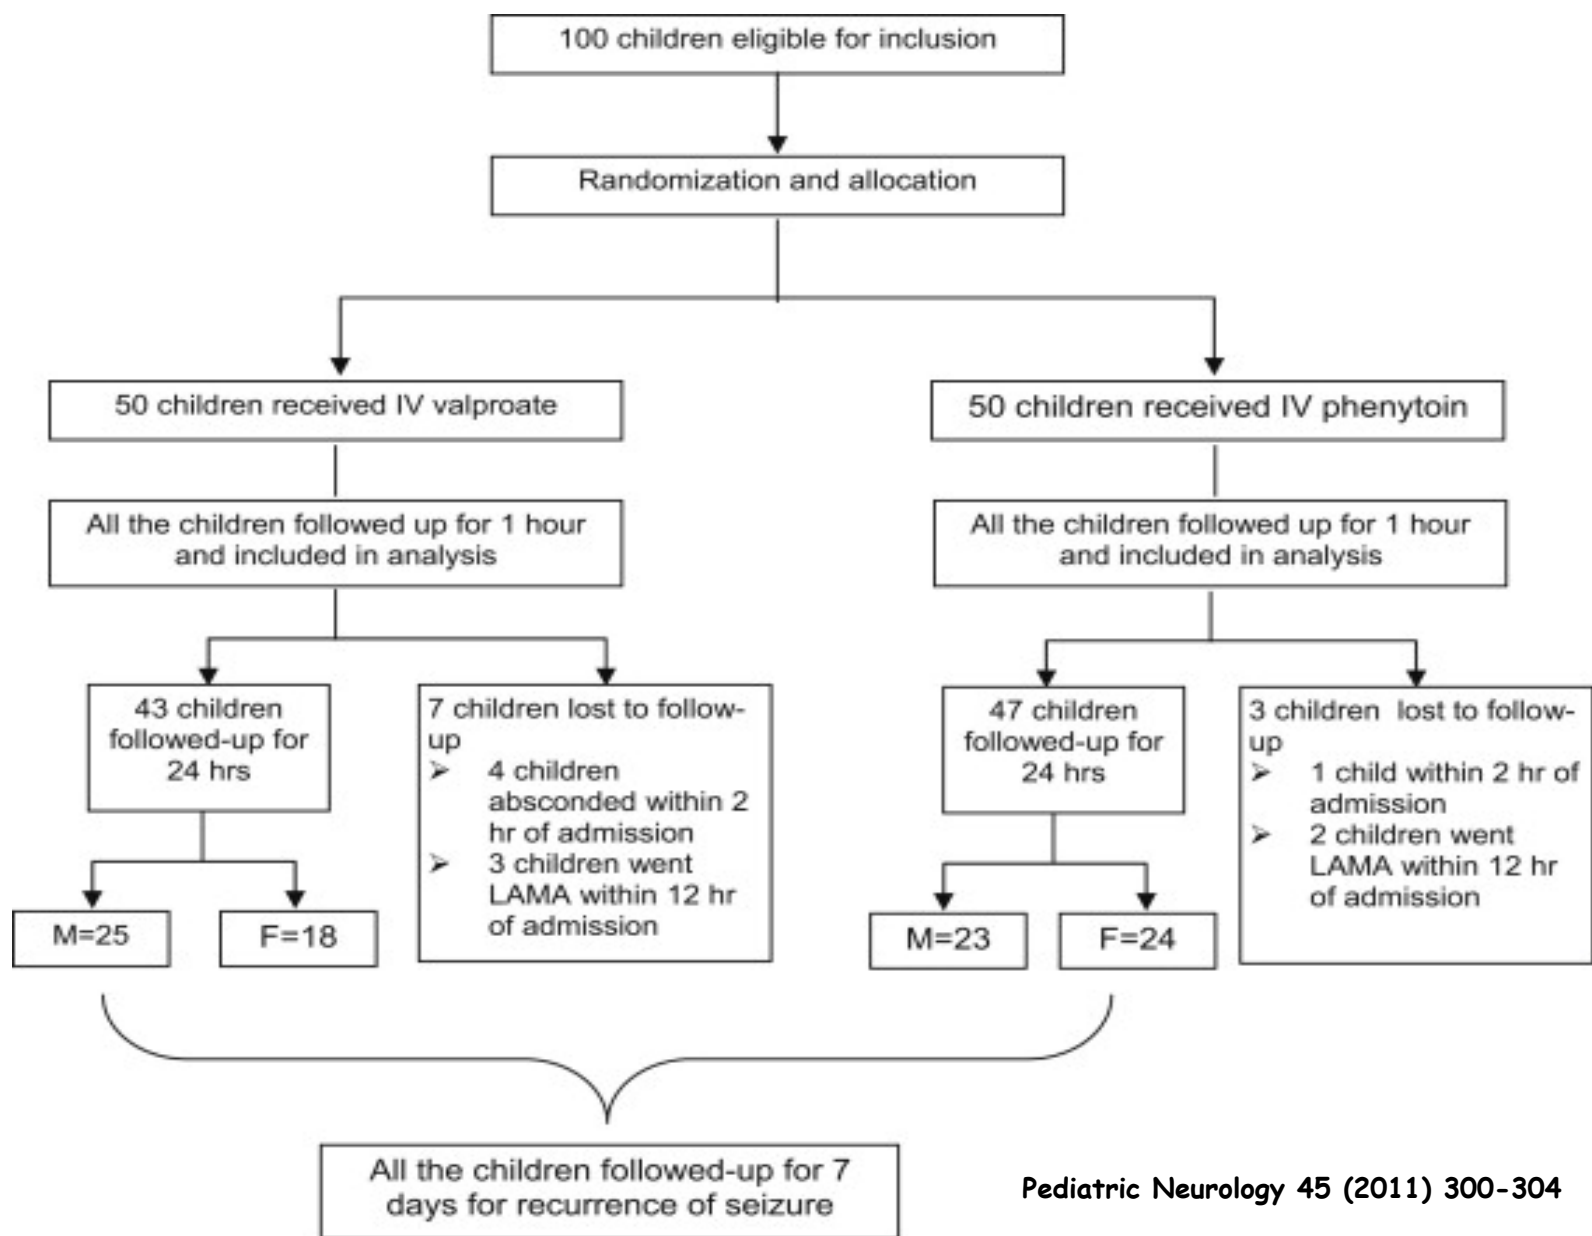 100 children eligible for inclusion
Randomization and allocation
50 children received IV valproate
50 children received IV phenytoin
All the children followed up for 1 hour
and included in analysis
All the children followed up for 1 hour
and included in analysis
43 children
followed-up for
24 hrs
7 children lost to follow-
up
➢ 4 children
absconded within 2
hr of admission
➢ 3 children went
LAMA within 12 hr
of admission
47 children
followed-up for
24 hrs
3 children lost to follow-
up
➢ 1 child within 2 hr of
admission
➢ 2 children went
LAMA within 12 hr
of admission
M=25
F=18
M=23
F=24
All the children followed-up for 7
days for recurrence of seizure
Pediatric Neurology 45 (2011) 300-304